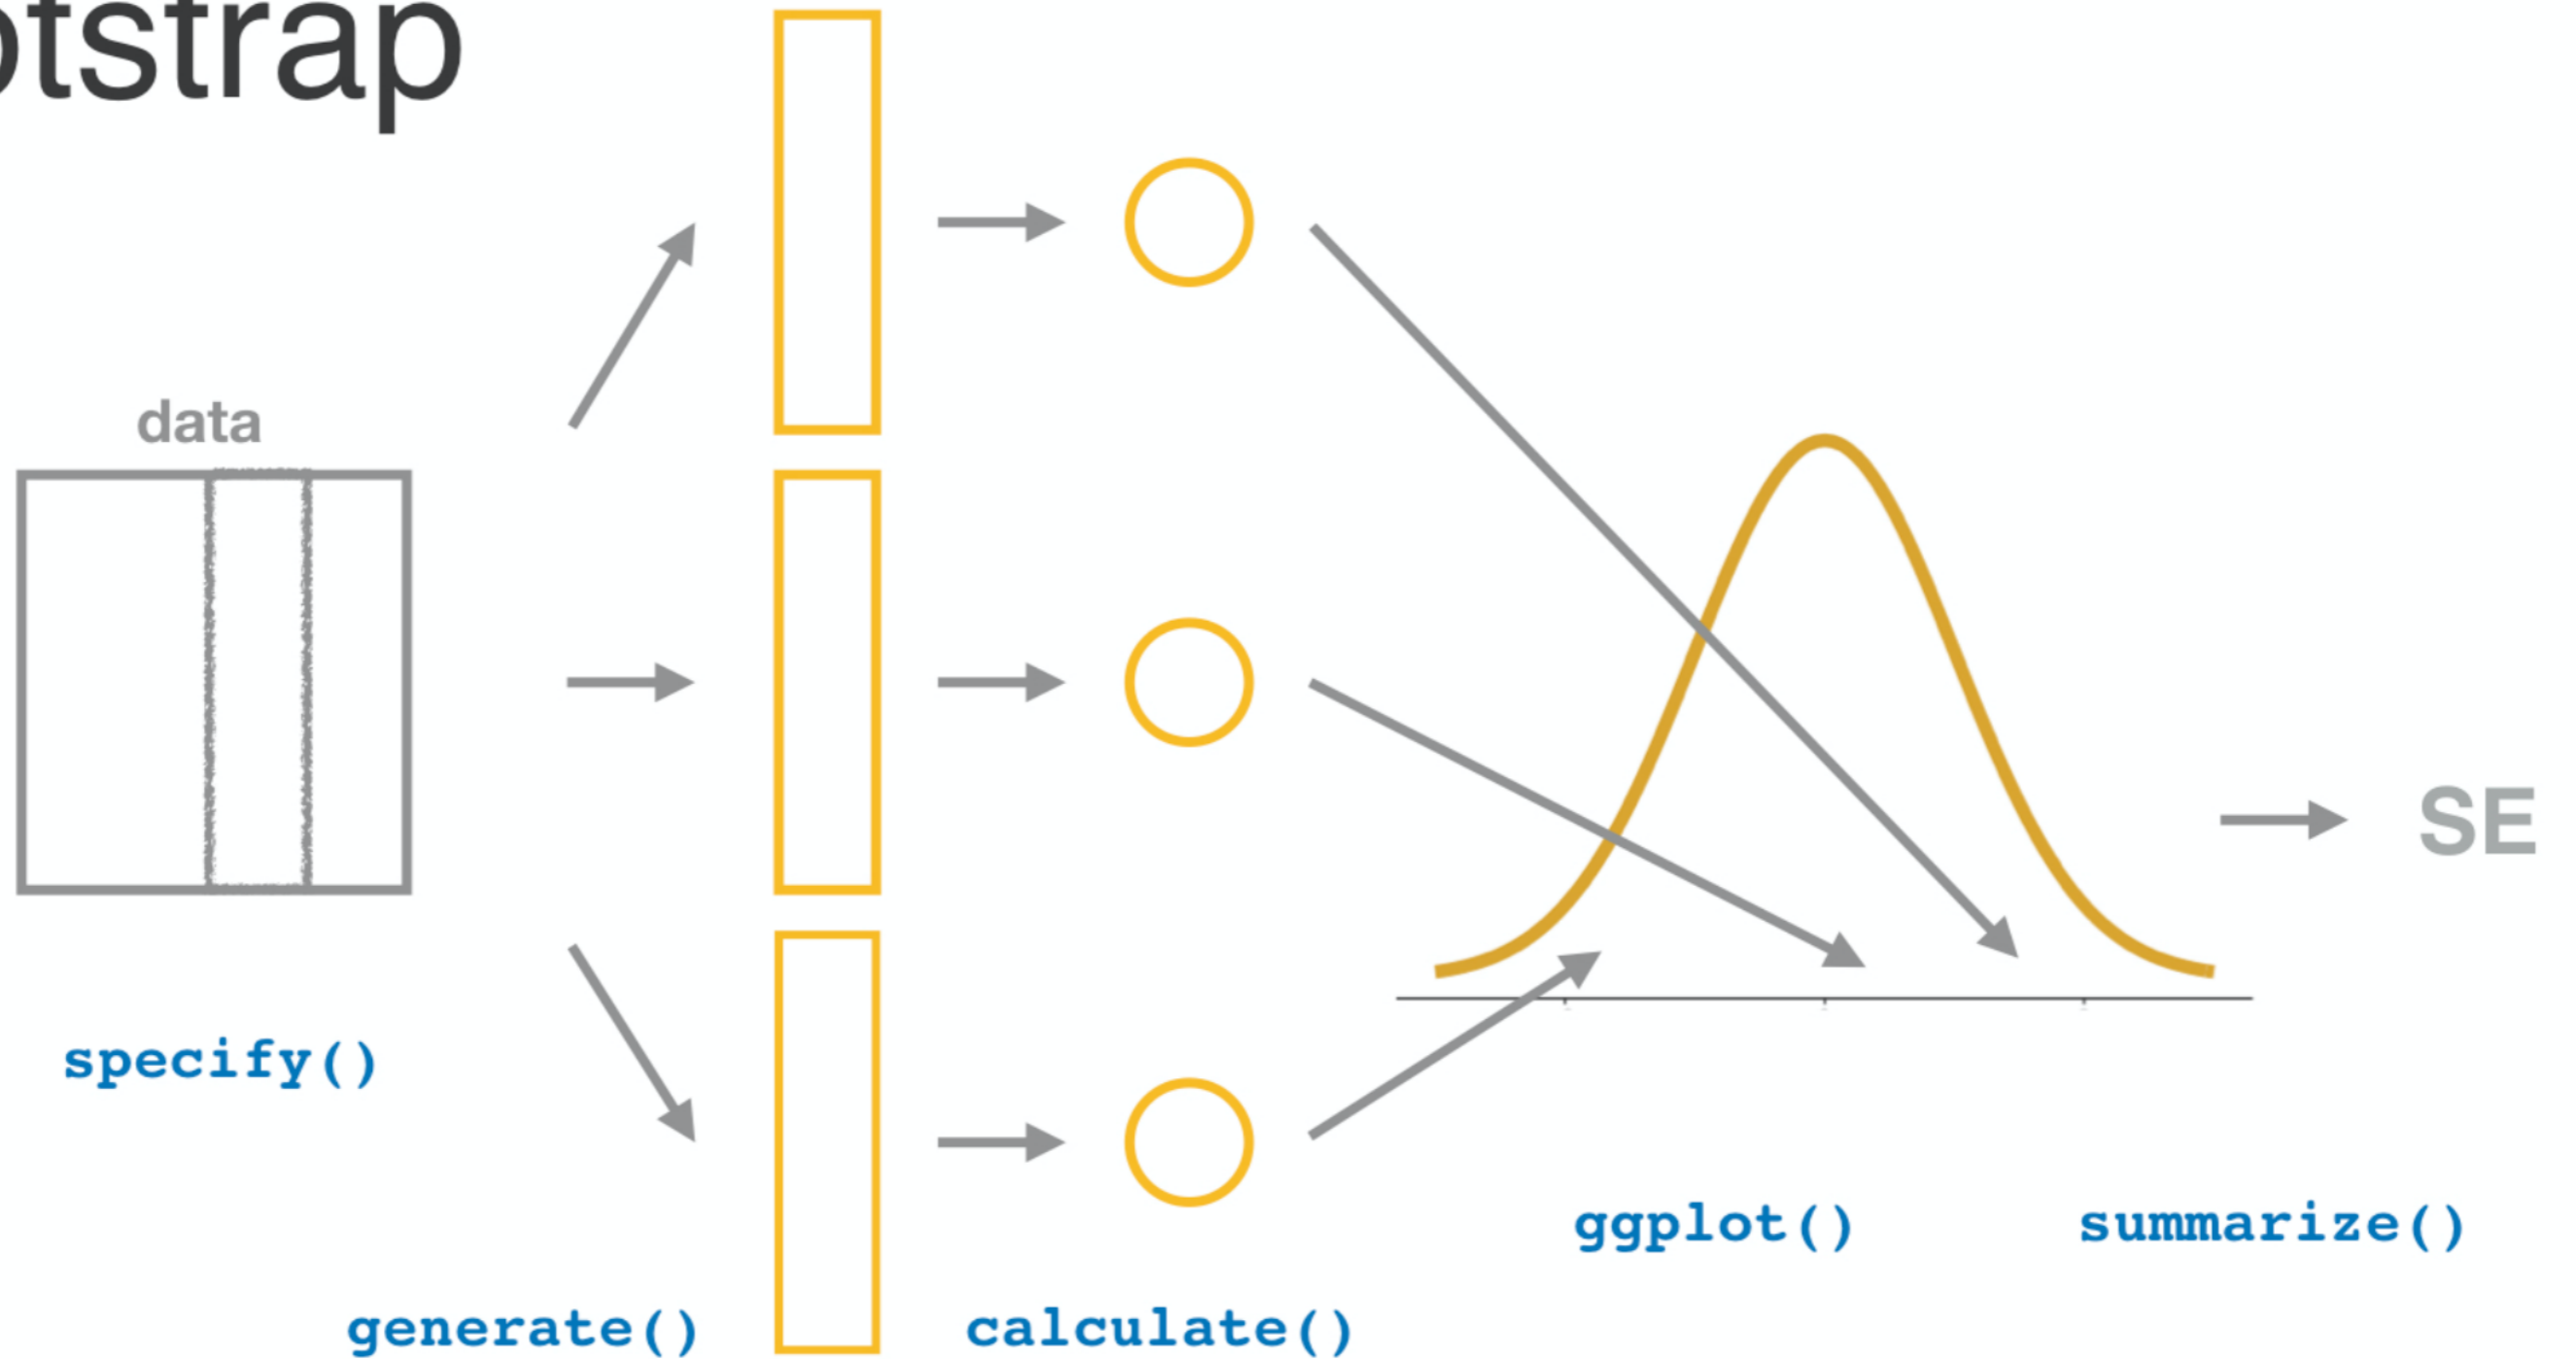 otstrap
data
SE
specify()
ggplot()
summarize()
generate()
calculate()